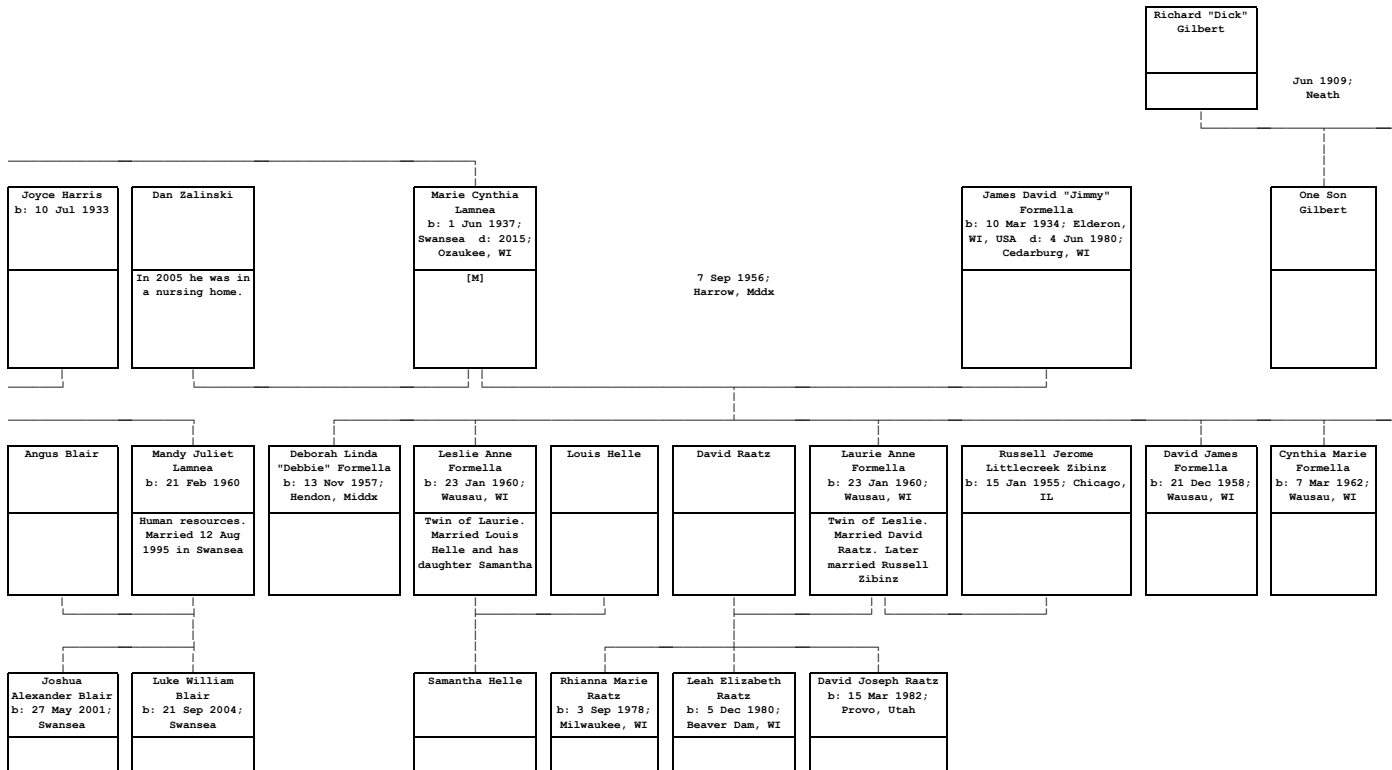 Richard "Dick"
Gilbert
Jun 1909;
Neath
Joyce Harris
b: 10 Jul 1933
Dan Zalinski
In 2005 he was in
a nursing home.
Marie Cynthia
Lamnea
b: 1 Jun 1937;
Swansea d: 2015;
Ozaukee, WI
[M]
7 Sep 1956;
Harrow, Mddx
James David "Jimmy"
Formella
b: 10 Mar 1934; Elderon,
WI, USA d: 4 Jun 1980;
Cedarburg, WI
One Son
Gilbert
Angus Blair
Mandy Juliet
Lamnea
b: 21 Feb 1960
Human resources.
Married 12 Aug
1995 in Swansea
Deborah Linda
"Debbie" Formella
b: 13 Nov 1957;
Hendon, Middx
Leslie Anne
Formella
b: 23 Jan 1960;
Wausau, WI
Twin of Laurie.
Married Louis
Helle and has
daughter Samantha
Louis Helle
David Raatz
Laurie Anne
Formella
b: 23 Jan 1960;
Wausau, WI
Twin of Leslie.
Married David
Raatz. Later
married Russell
Zibinz
Russell Jerome
Littlecreek Zibinz
b: 15 Jan 1955; Chicago,
IL
David James
Formella
b: 21 Dec 1958;
Wausau, WI
Cynthia Marie
Formella
b: 7 Mar 1962;
Wausau, WI
Joshua
Alexander Blair
b: 27 May 2001;
Swansea
Luke William
Blair
b: 21 Sep 2004;
Swansea
Samantha Helle
Rhianna Marie
Raatz
b: 3 Sep 1978;
Milwaukee, WI
Leah Elizabeth
Raatz
b: 5 Dec 1980;
Beaver Dam, WI
David Joseph Raatz
b: 15 Mar 1982;
Provo, Utah